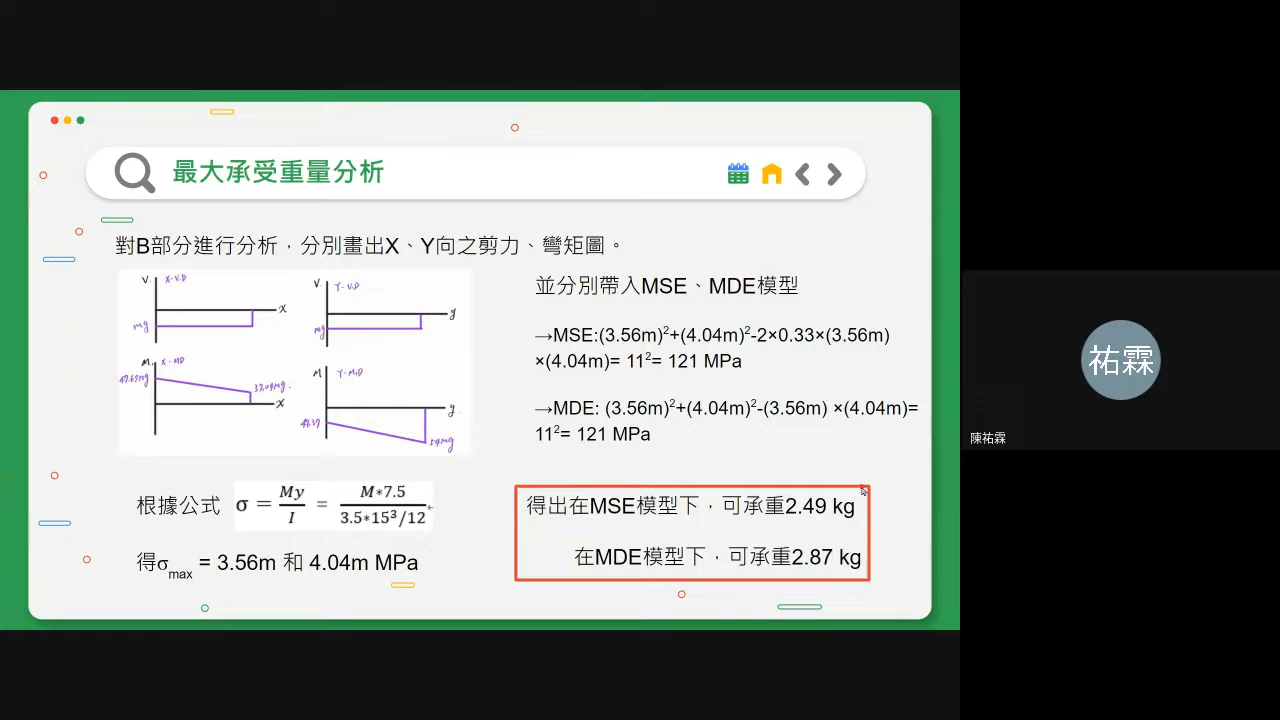 最大承受重量分析
對B部分進行分析，分別畫出X、Y向之剪力、彎矩圖。
V. X-V.D
x
mg
V. Y-V.D
y
mg
M. X-MD
47.67mg
37.09mg.
x
M Y-M.D
y.
54mg
並分別帶入MSE、MDE模型
→MSE:(3.56m)²+(4.04m)²-2×0.33×(3.56m)
×(4.04m)= 11²= 121 MPa
→MDE: (3.56m)²+(4.04m)²-(3.56m) ×(4.04m)=
11²= 121 MPa
根據公式 σ = My/I = M*7.5/3.5*15³/12
得σmax = 3.56m 和 4.04m MPa
得出在MSE模型下，可承重2.49 kg
在MDE模型下，可承重2.87 kg
祐霖
陳祐霖